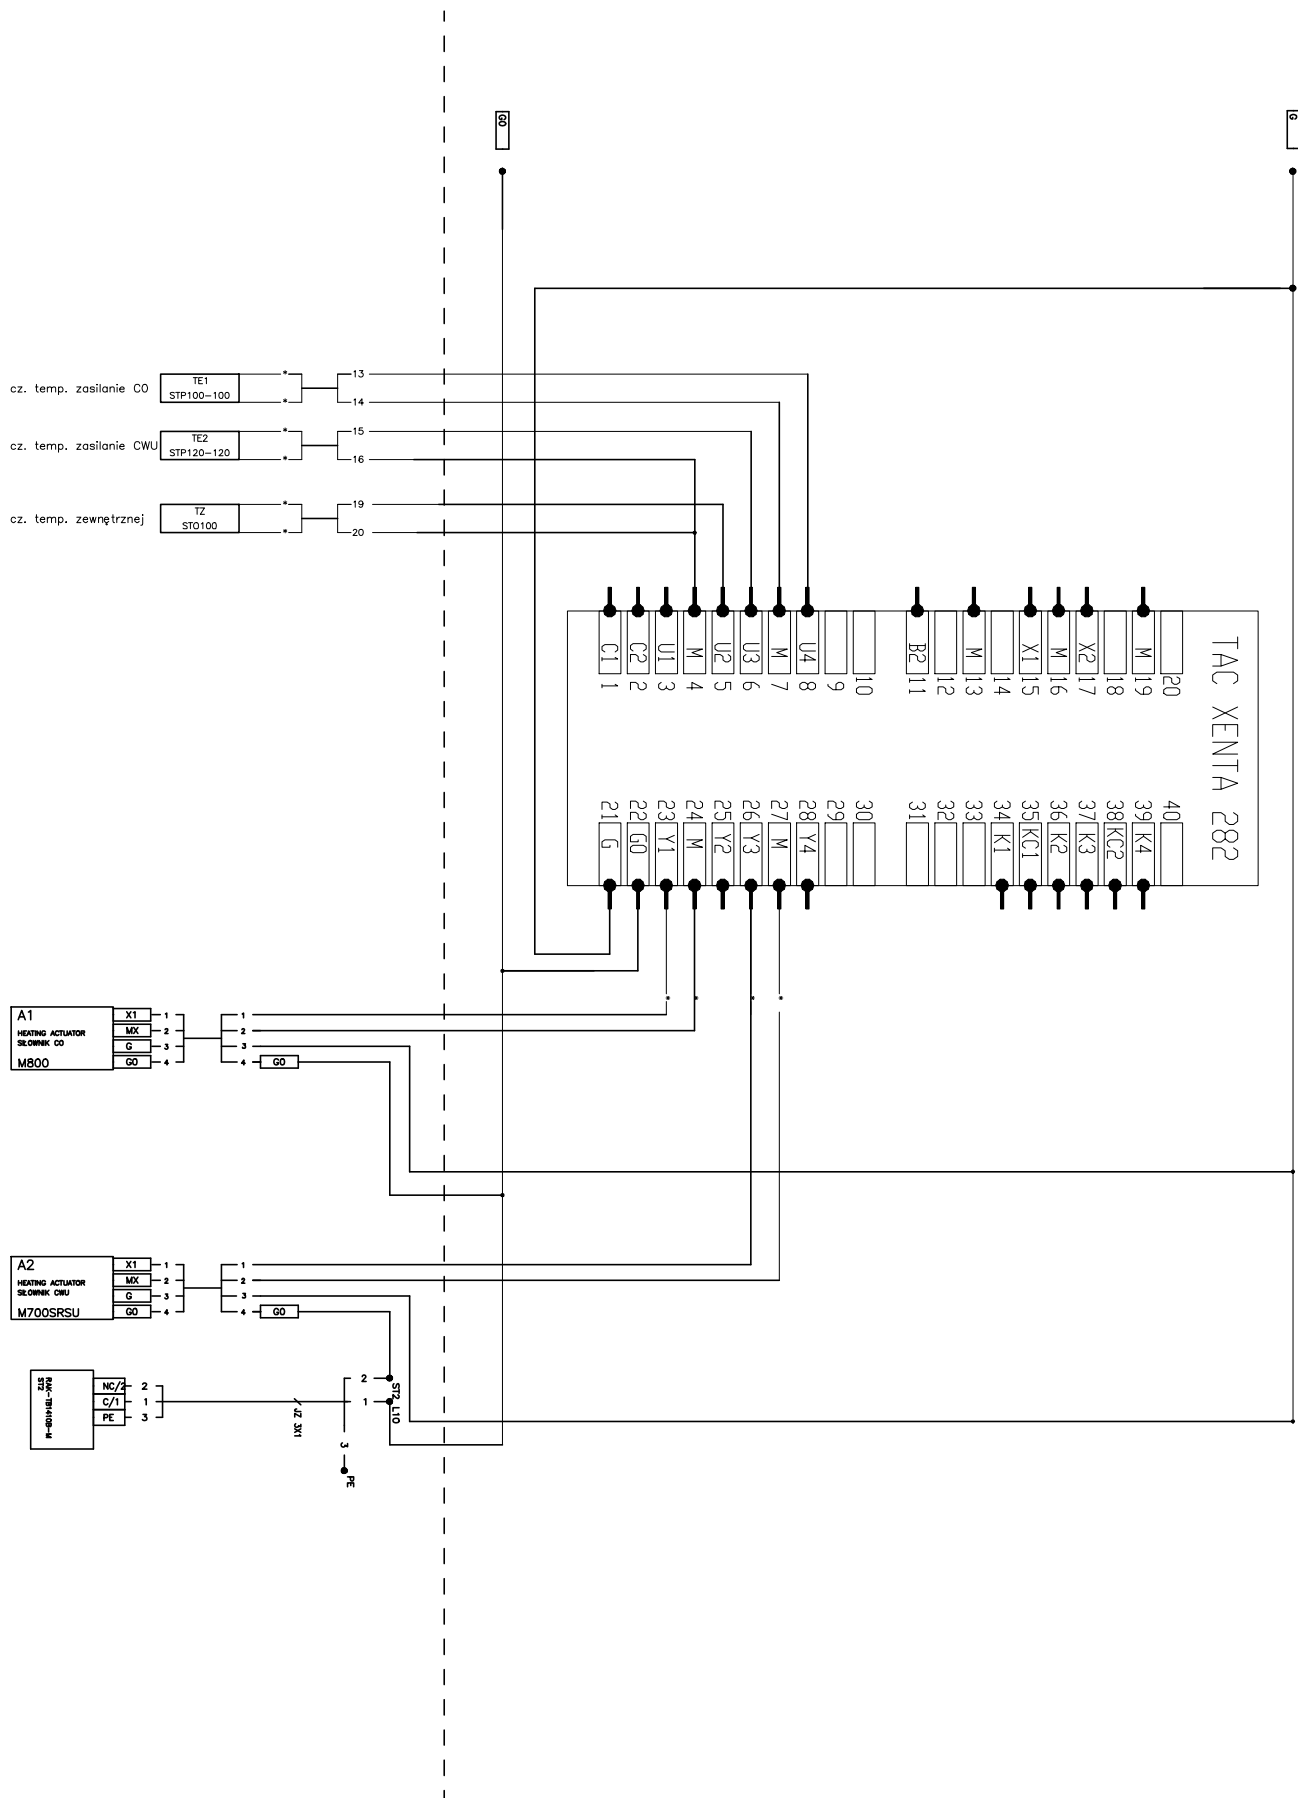 G0
G
cz. temp. zasilanie CO
TE1
STP100-100
* 13
* 14
cz. temp. zasilanie CWU
TE2
STP120-120
* 15
* 16
cz. temp. zewnętrznej
TZ
STO100
* 19
* 20
C1 C2 U1 M U2 U3 M U4 B2 M X1 M X2 M
1 2 3 4 5 6 7 8 9 10 11 12 13 14 15 16 17 18 19 20
TAC XENTA 282
21 22 23 24 25 26 27 28 29 30 31 32 33 34 35 36 37 38 39 40
G G0 Y1 M Y2 Y3 M Y4 K1 KC1 K2 K3 KC2 K4
* * * *
A1
HEATING ACTUATOR
SŁOWNIK CO
M800
X1 1 1
MX 2 2
G 3 3
G0 4 4 G0
A2
HEATING ACTUATOR
SŁOWNIK CWU
M700SRSU
X1 1 1
MX 2 2
G 3 3
G0 4 4 G0
RAK-TB1410B-M
ST2
NC/2 2 2
C/1 1 1
PE 3 3
JZ 3X1
ST2_L10
PE